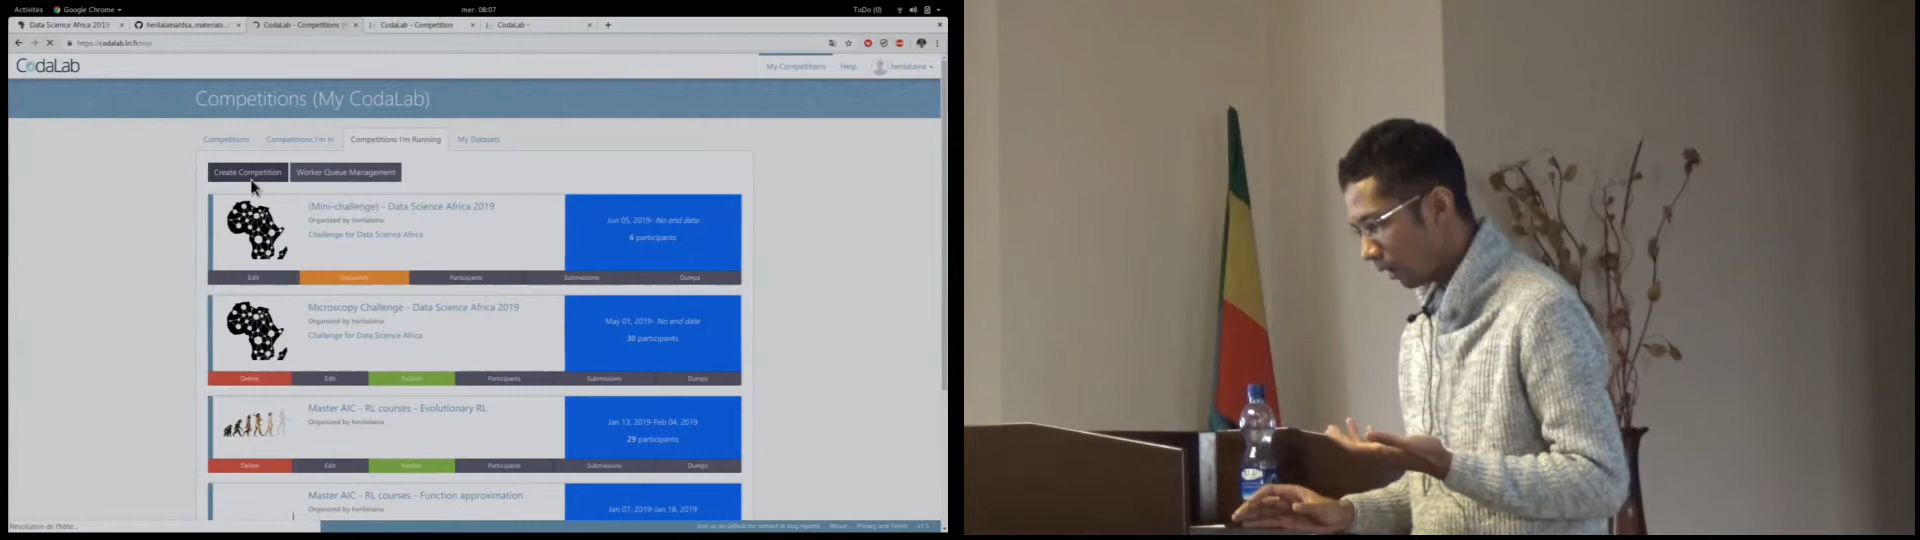 Activités Google Chrome mer. 08:07 ToDo (0)
Data Science Africa 2019 herilalaina/dsa_materials CodaLab - Competitions CodaLab - Competition CodaLab -
https://codalab.lri.fr/my/
CodaLab My Competitions Help herilalaina
Competitions (My CodaLab)
Competitions Competitions I'm In Competitions I'm Running My Datasets
Create Competition Worker Queue Management
(Mini-challenge) - Data Science Africa 2019
Organized by herilalaina
Challenge for Data Science Africa
Jun 05, 2019- No end date
6 participants
Edit Unpublish Participants Submissions Dumps
Microscopy Challenge - Data Science Africa 2019
Organized by herilalaina
Challenge for Data Science Africa
May 01, 2019- No end date
30 participants
Delete Edit Publish Participants Submissions Dumps
Master AIC - RL courses - Evolutionary RL
Organized by herilalaina
Jan 13, 2019-Feb 04, 2019
29 participants
Delete Edit Publish Participants Submissions Dumps
Master AIC - RL courses - Function approximation
Organized by herilalaina
Jan 07, 2019-Jan 18, 2019
Résolution de l'hôte...
Join us on Github for contact & bug reports About Privacy and Terms v1.5